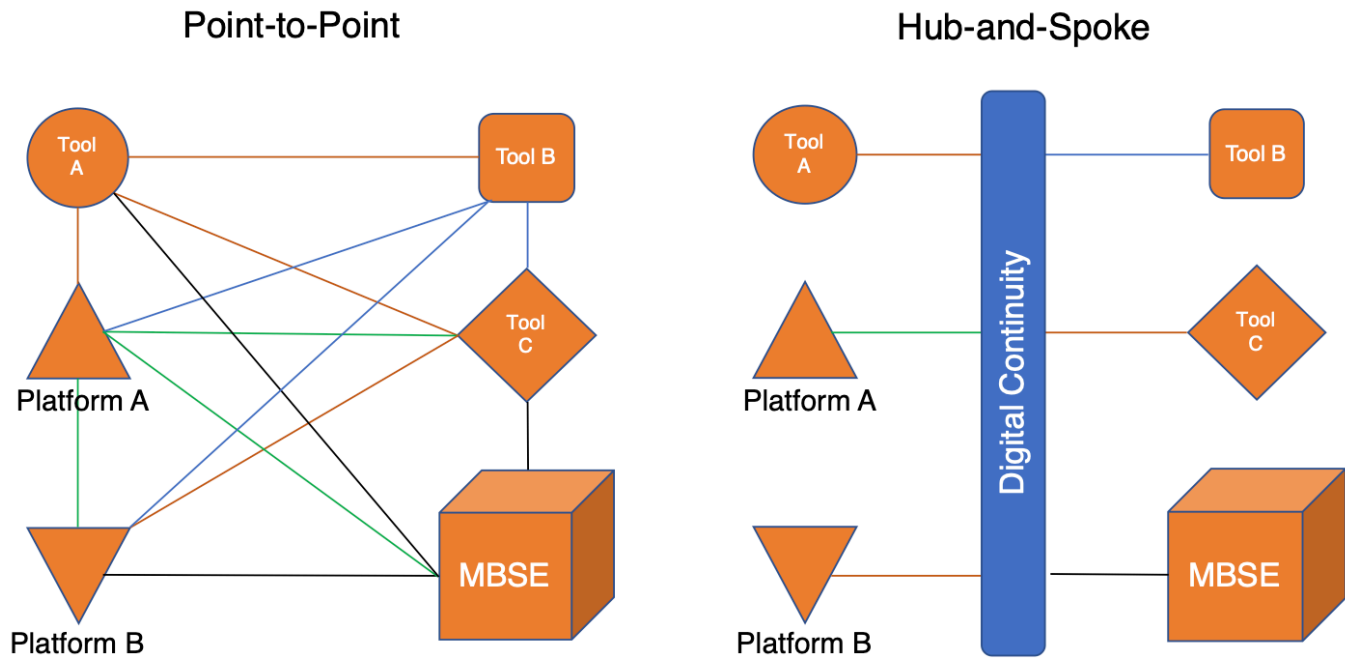 Point-to-Point
Tool
A
Tool B
Tool
C
Platform A
MBSE
Platform B
Hub-and-Spoke
Tool
A
Tool B
Digital Continuity
Tool
C
Platform A
MBSE
Platform B